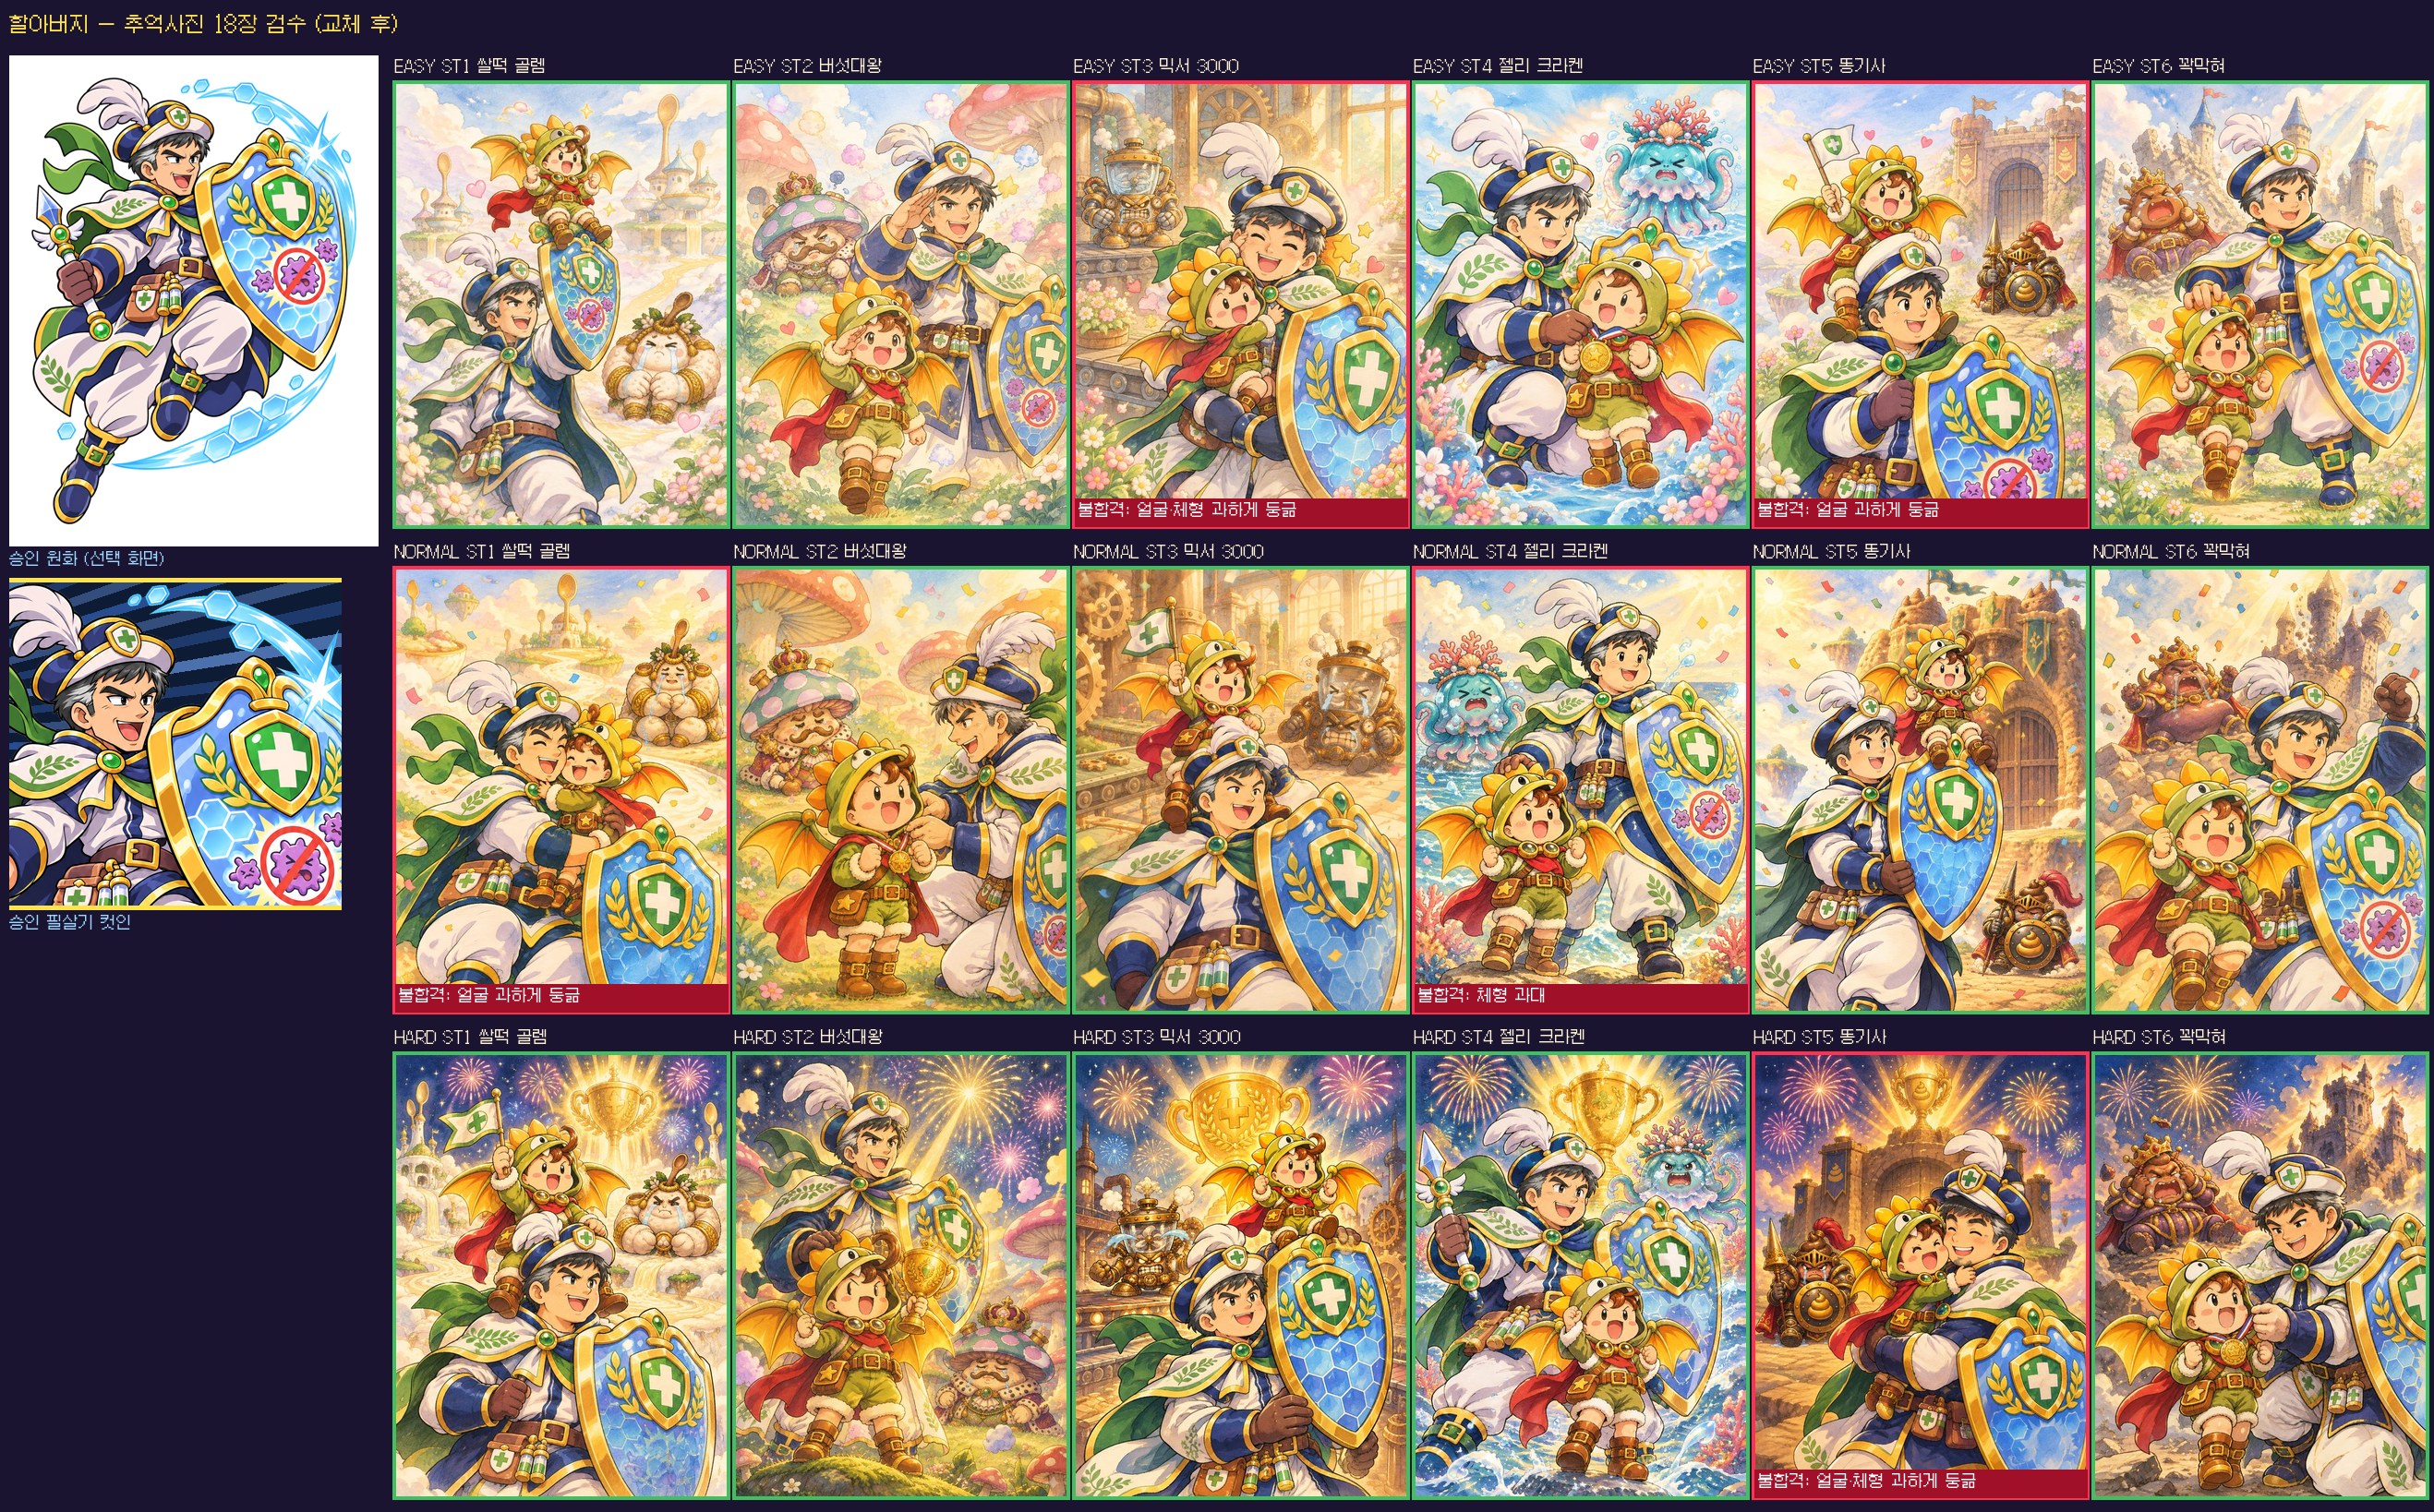 할아버지 – 추억사진 18장 검수 (교체 후)
승인 원화 (선택 화면)
승인 필살기 컷인
EASY ST1 쌀떡 골렘
EASY ST2 버섯대왕
EASY ST3 믹서 3000
EASY ST4 젤리 크라켄
EASY ST5 똥기사
EASY ST6 꽉막혀
불합격: 얼굴·체형 과하게 둥긂
불합격: 얼굴 과하게 둥긂
NORMAL ST1 쌀떡 골렘
NORMAL ST2 버섯대왕
NORMAL ST3 믹서 3000
NORMAL ST4 젤리 크라켄
NORMAL ST5 똥기사
NORMAL ST6 꽉막혀
불합격: 얼굴 과하게 둥긂
불합격: 체형 과대
HARD ST1 쌀떡 골렘
HARD ST2 버섯대왕
HARD ST3 믹서 3000
HARD ST4 젤리 크라켄
HARD ST5 똥기사
HARD ST6 꽉막혀
불합격: 얼굴·체형 과하게 둥긂